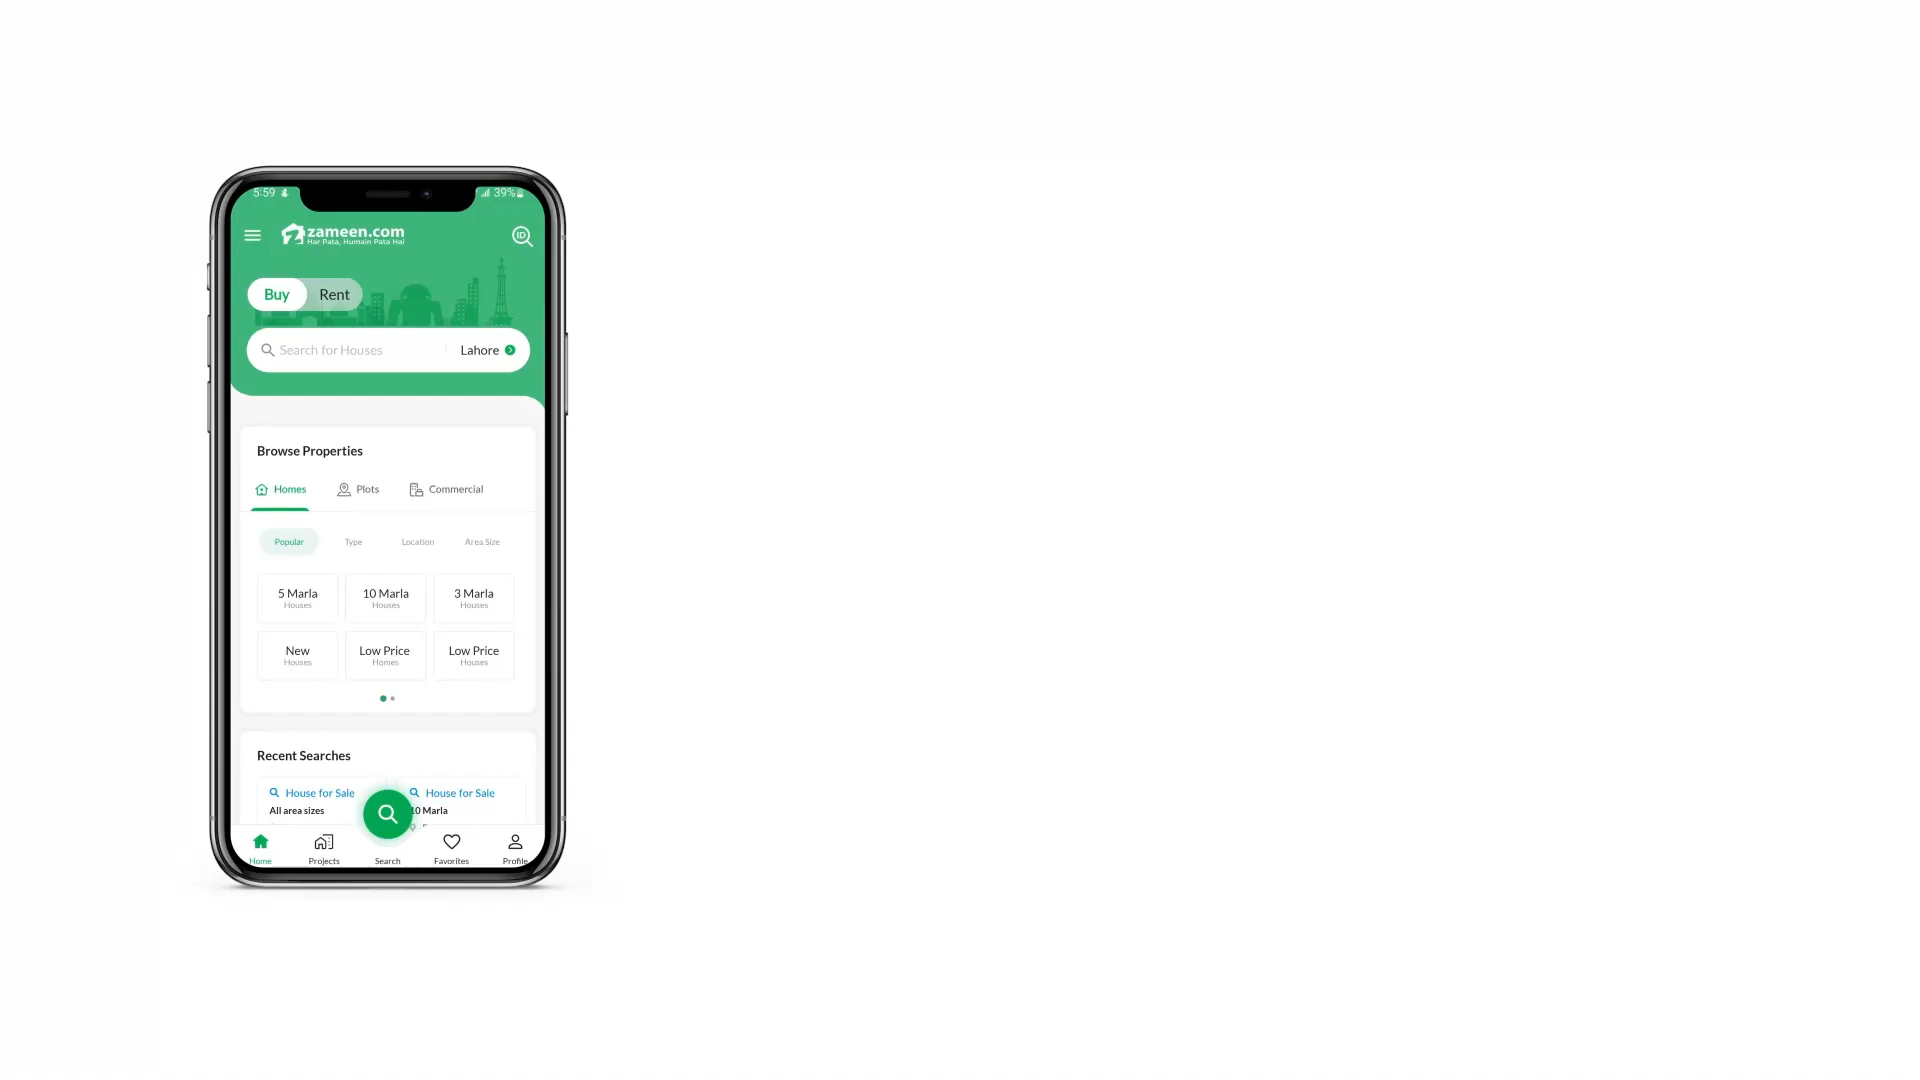 5:59
39%
zameen.com
Har Pata, Humain Pata Hai
ID
Buy
Rent
Search for Houses
Lahore
Browse Properties
Homes
Plots
Commercial
Popular
Type
Location
Area Size
5 Marla
Houses
10 Marla
Houses
3 Marla
Houses
New
Houses
Low Price
Homes
Low Price
Houses
Recent Searches
House for Sale
All area sizes
House for Sale
10 Marla
Home
Projects
Search
Favorites
Profile